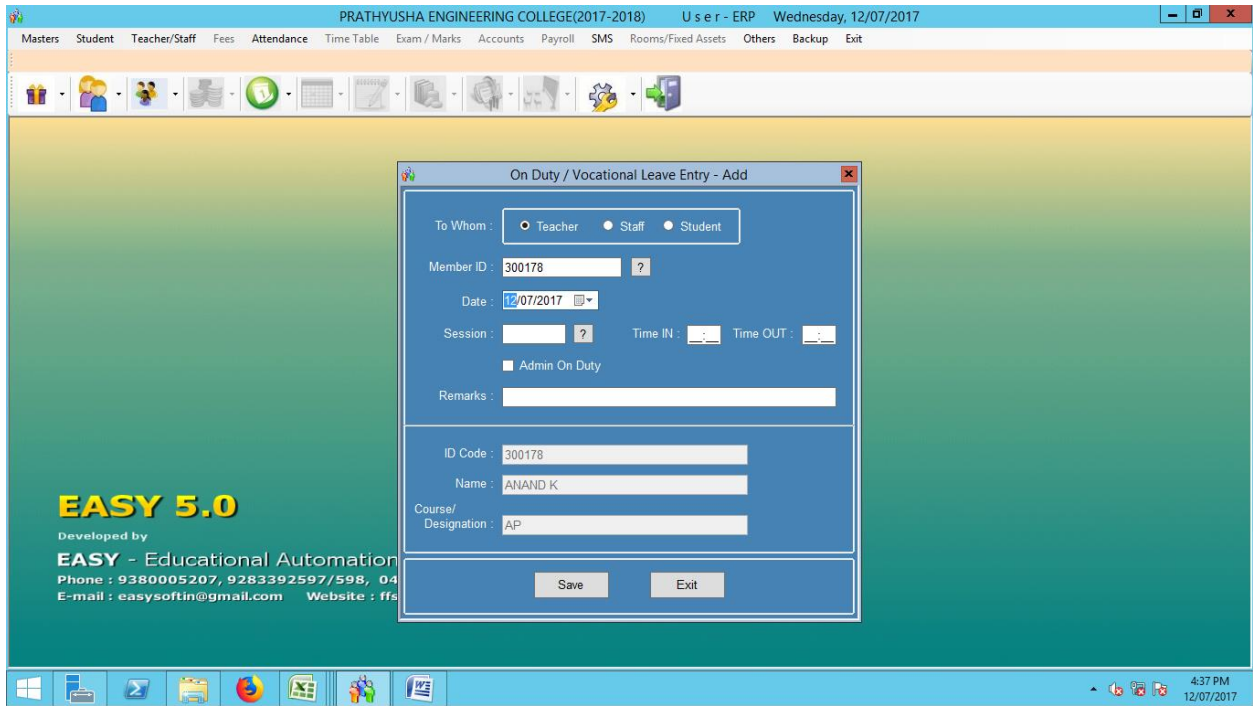 PRATHYUSHA ENGINEERING COLLEGE(2017-2018) U s e r - ERP Wednesday, 12/07/2017
Masters Student Teacher/Staff Fees Attendance Time Table Exam / Marks Accounts Payroll SMS Rooms/Fixed Assets Others Backup Exit
On Duty / Vocational Leave Entry - Add
To Whom : Teacher Staff Student
Member ID : 300178 ?
Date : 12/07/2017
Session : ? Time IN : __:__ Time OUT : __:__
Admin On Duty
Remarks :
ID Code : 300178
Name : ANAND K
Course/
Designation : AP
Save Exit
EASY 5.0
Developed by
EASY - Educational Automation
Phone : 9380005207, 9283392597/598, 04
E-mail : easysoftin@gmail.com Website : ffs
4:37 PM
12/07/2017